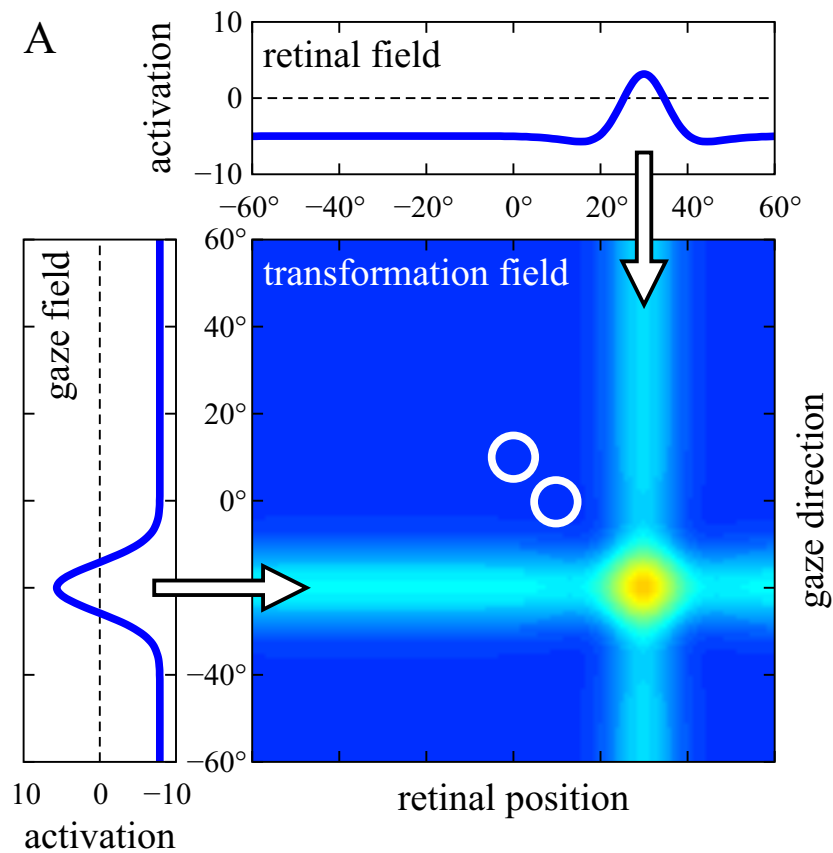 A
activation
10
0
−10
retinal field
−60° −40° −20° 0° 20° 40° 60°
gaze field
transformation field
60°
40°
20°
0°
−40°
−60°
gaze direction
10 0 −10
activation
retinal position